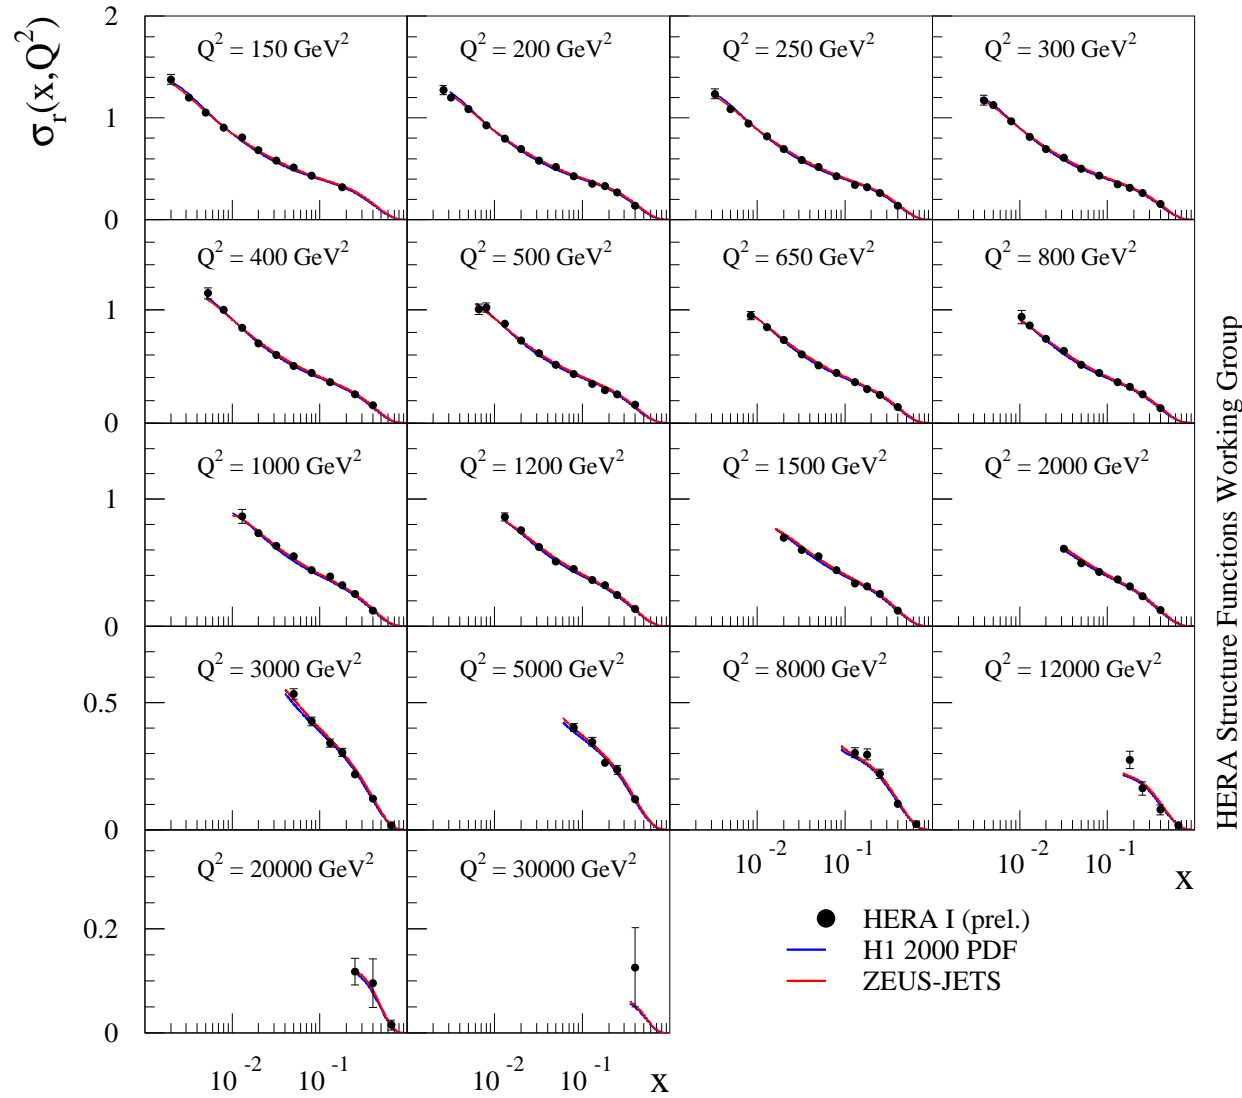 σr(x,Q²)
2
Q² = 150 GeV²
Q² = 200 GeV²
Q² = 250 GeV²
Q² = 300 GeV²
1
0
Q² = 400 GeV²
Q² = 500 GeV²
Q² = 650 GeV²
Q² = 800 GeV²
1
0
Q² = 1000 GeV²
Q² = 1200 GeV²
Q² = 1500 GeV²
Q² = 2000 GeV²
1
0
Q² = 3000 GeV²
Q² = 5000 GeV²
Q² = 8000 GeV²
Q² = 12000 GeV²
0.5
0
10⁻² 10⁻¹ 10⁻² 10⁻¹ x
Q² = 20000 GeV²
Q² = 30000 GeV²
0.2
0
10⁻² 10⁻¹ 10⁻² 10⁻¹ x
HERA I (prel.)
H1 2000 PDF
ZEUS-JETS
HERA Structure Functions Working Group